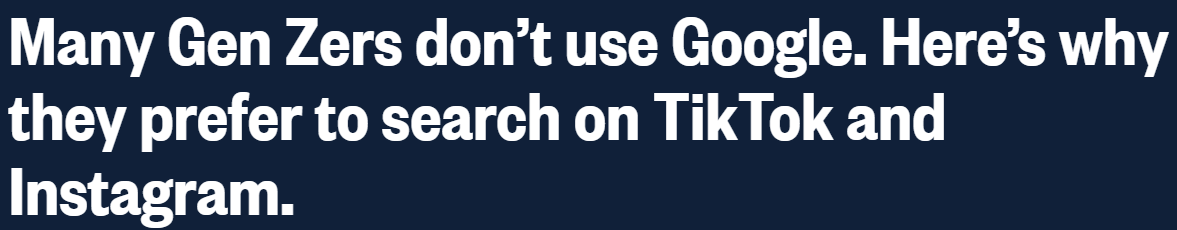 Many Gen Zers don’t use Google. Here’s why
they prefer to search on TikTok and
Instagram.